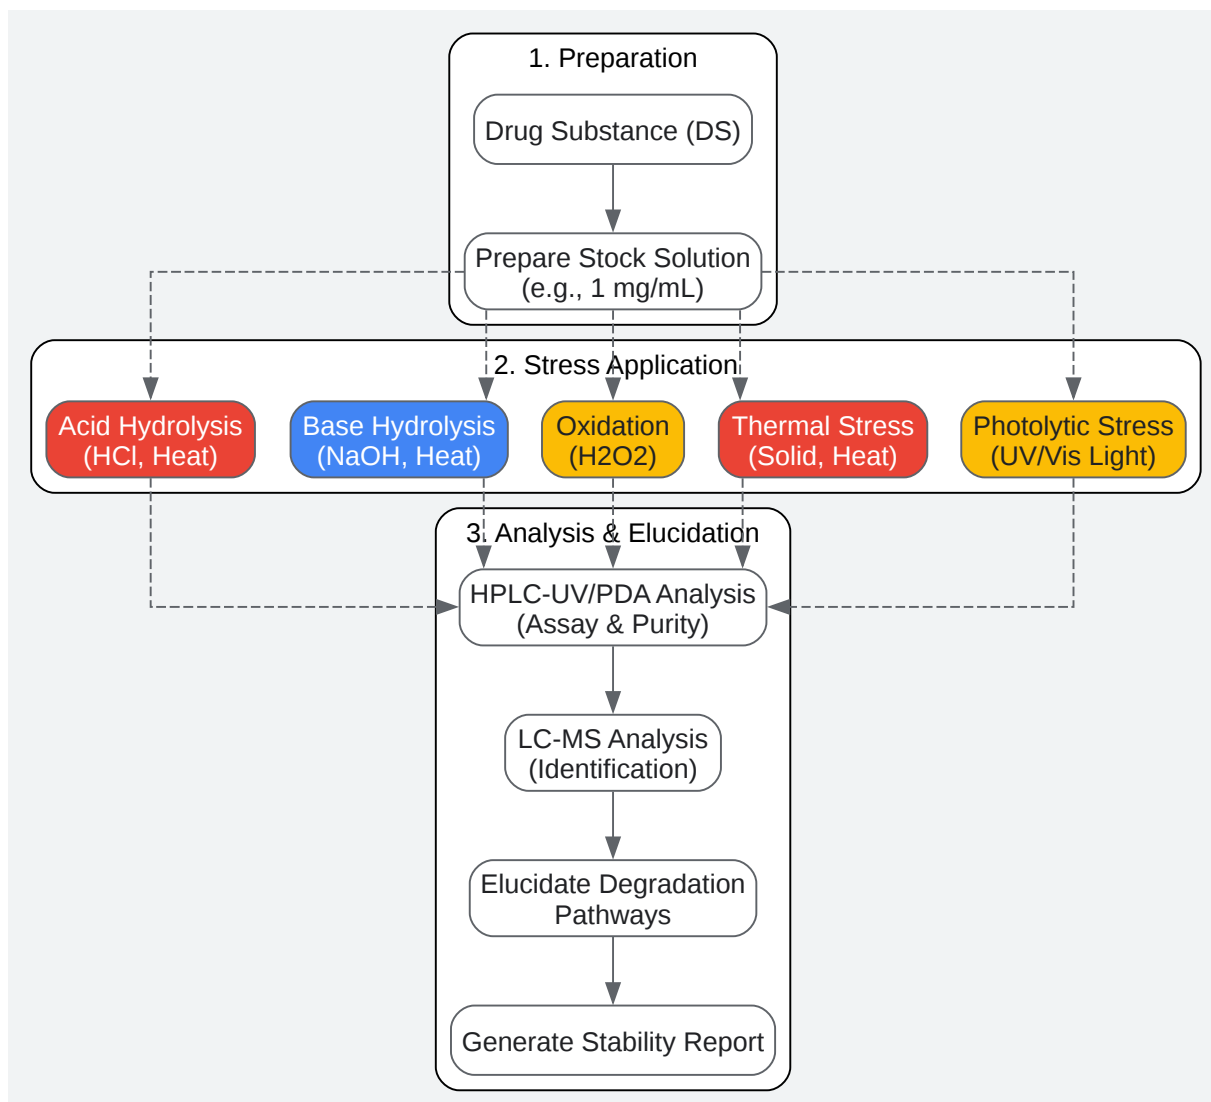 1. Preparation
Drug Substance (DS)
Prepare Stock Solution
(e.g., 1 mg/mL)
2. Stress Application
Acid Hydrolysis
(HCl, Heat)
Base Hydrolysis
(NaOH, Heat)
Oxidation
(H2O2)
Thermal Stress
(Solid, Heat)
Photolytic Stress
(UV/Vis Light)
3. Analysis & Elucidation
HPLC-UV/PDA Analysis
(Assay & Purity)
LC-MS Analysis
(Identification)
Elucidate Degradation
Pathways
Generate Stability Report